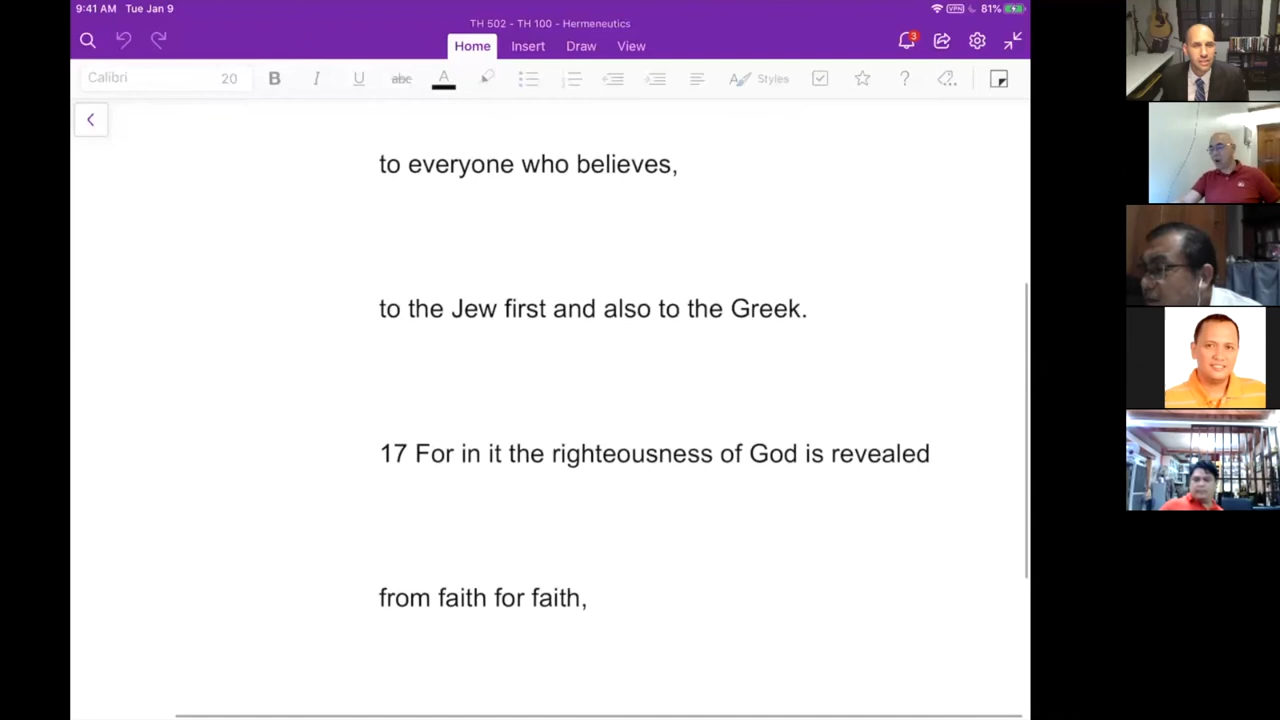 9:41 AM Tue Jan 9
VPN 81%
TH 502 - TH 100 - Hermeneutics
Home Insert Draw View
3
Calibri 20 B I U abc A Styles ?
to everyone who believes,
to the Jew first and also to the Greek.
17 For in it the righteousness of God is revealed
from faith for faith,